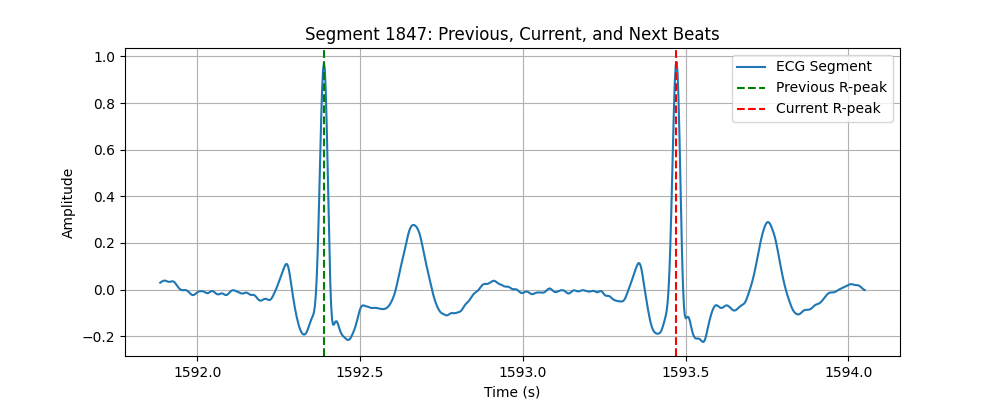 Segment 1847: Previous, Current, and Next Beats
1.0
0.8
0.6
0.4
0.2
0.0
−0.2
Amplitude
ECG Segment
Previous R-peak
Current R-peak
1592.0 1592.5 1593.0 1593.5 1594.0
Time (s)